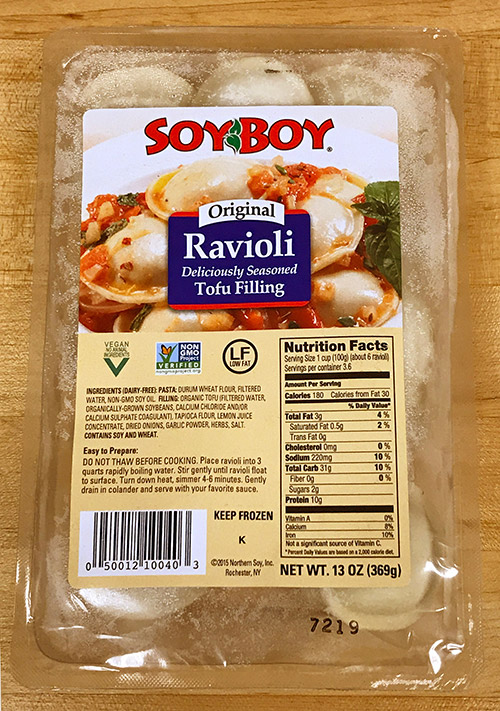 SOYBOY®
Original
Ravioli
Deliciously Seasoned
Tofu Filling
VEGAN
NO ANIMAL
INGREDIENTS
V
NON
GMO
Project
VERIFIED
nongmoproject.org
LF
LOW FAT
INGREDIENTS (DAIRY-FREE): PASTA: DURUM WHEAT FLOUR, FILTERED
WATER, NON-GMO SOY OIL. FILLING: ORGANIC TOFU (FILTERED WATER,
ORGANICALLY-GROWN SOYBEANS, CALCIUM CHLORIDE AND/OR
CALCIUM SULPHATE COAGULANT), TAPIOCA FLOUR, LEMON JUICE
CONCENTRATE, DRIED ONIONS, GARLIC POWDER, HERBS, SALT.
CONTAINS SOY AND WHEAT.
Easy to Prepare:
DO NOT THAW BEFORE COOKING. Place ravioli into 3
quarts rapidly boiling water. Stir gently until ravioli float
to surface. Turn down heat, simmer 4-6 minutes. Gently
drain in colander and serve with your favorite sauce.
0 50012 10040 3
KEEP FROZEN
K
©2015 Northern Soy, Inc.
Rochester, NY
Nutrition Facts
Serving Size 1 cup (100g) (about 6 ravioli)
Servings per container 3.6
Amount Per Serving
Calories 180 Calories from Fat 30
% Daily Value*
Total Fat 3g 4 %
Saturated Fat 0.5g 2 %
Trans Fat 0g
Cholesterol 0mg 0 %
Sodium 220mg 10 %
Total Carb 31g 10 %
Fiber 0g 0 %
Sugars 2g
Protein 10g
Vitamin A 0%
Calcium 8%
Iron 10%
Not a significant source of Vitamin C.
*Percent Daily Values are based on a 2,000 calorie diet.
NET WT. 13 OZ (369g)
7219